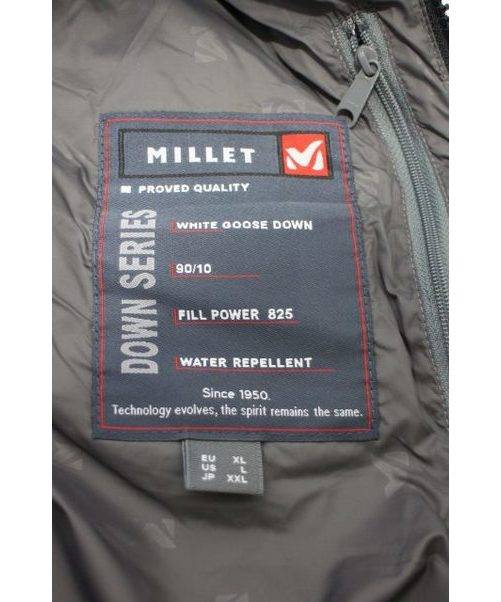 MILLET
PROVED QUALITY
DOWN SERIES
WHITE GOOSE DOWN
90/10
FILL POWER 825
WATER REPELLENT
Since 1950.
Technology evolves, the spirit remains the same.
EU XL
US L
JP XXL